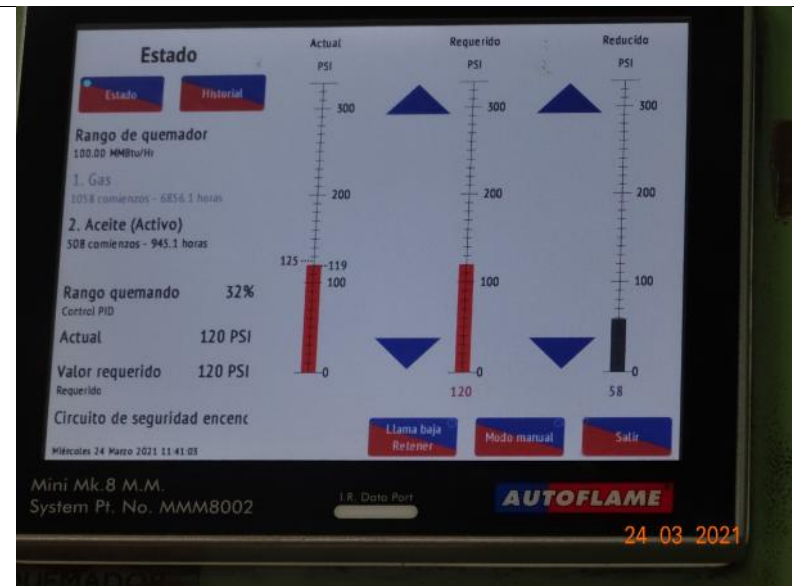 Estado
Estado
Historial
Rango de quemador
100.00 MMBtu/Hr
1. Gas
1058 comienzos - 6856.1 horas
2. Aceite (Activo)
508 comienzos - 945.1 horas
Rango quemando 32%
Control PID
Actual 120 PSI
Valor requerido 120 PSI
Requerido
Circuito de seguridad encenc
Miércoles 24 Marzo 2021 11:41:03
Actual
PSI
300
200
125
119
100
0
Requerido
PSI
300
200
100
0
120
Reducido
PSI
300
200
100
0
58
Llama baja
Retener
Modo manual
Salir
Mini Mk.8 M.M.
System Pt. No. MMM8002
I.R. Data Port
AUTOFLAME
24 03 2021